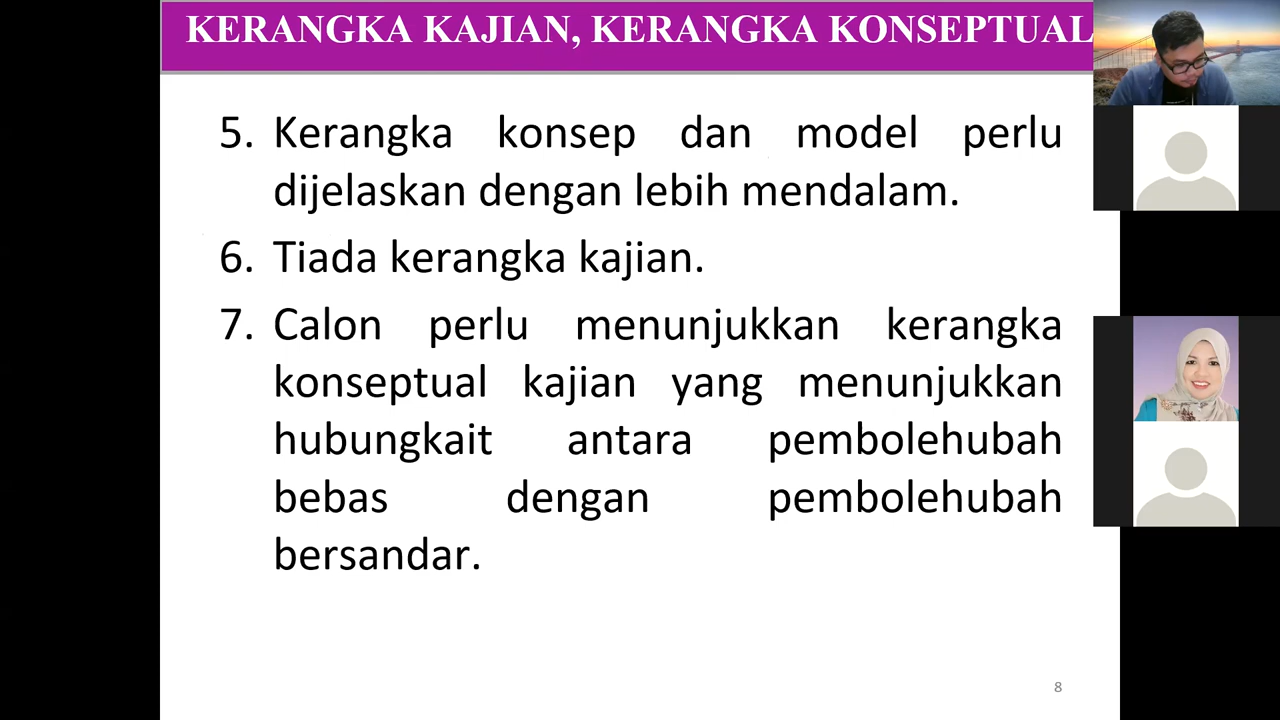 KERANGKA KAJIAN, KERANGKA KONSEPTUAL
5. Kerangka konsep dan model perlu
dijelaskan dengan lebih mendalam.
6. Tiada kerangka kajian.
7. Calon perlu menunjukkan kerangka
konseptual kajian yang menunjukkan
hubungkait antara pembolehubah
bebas dengan pembolehubah
bersandar.
8